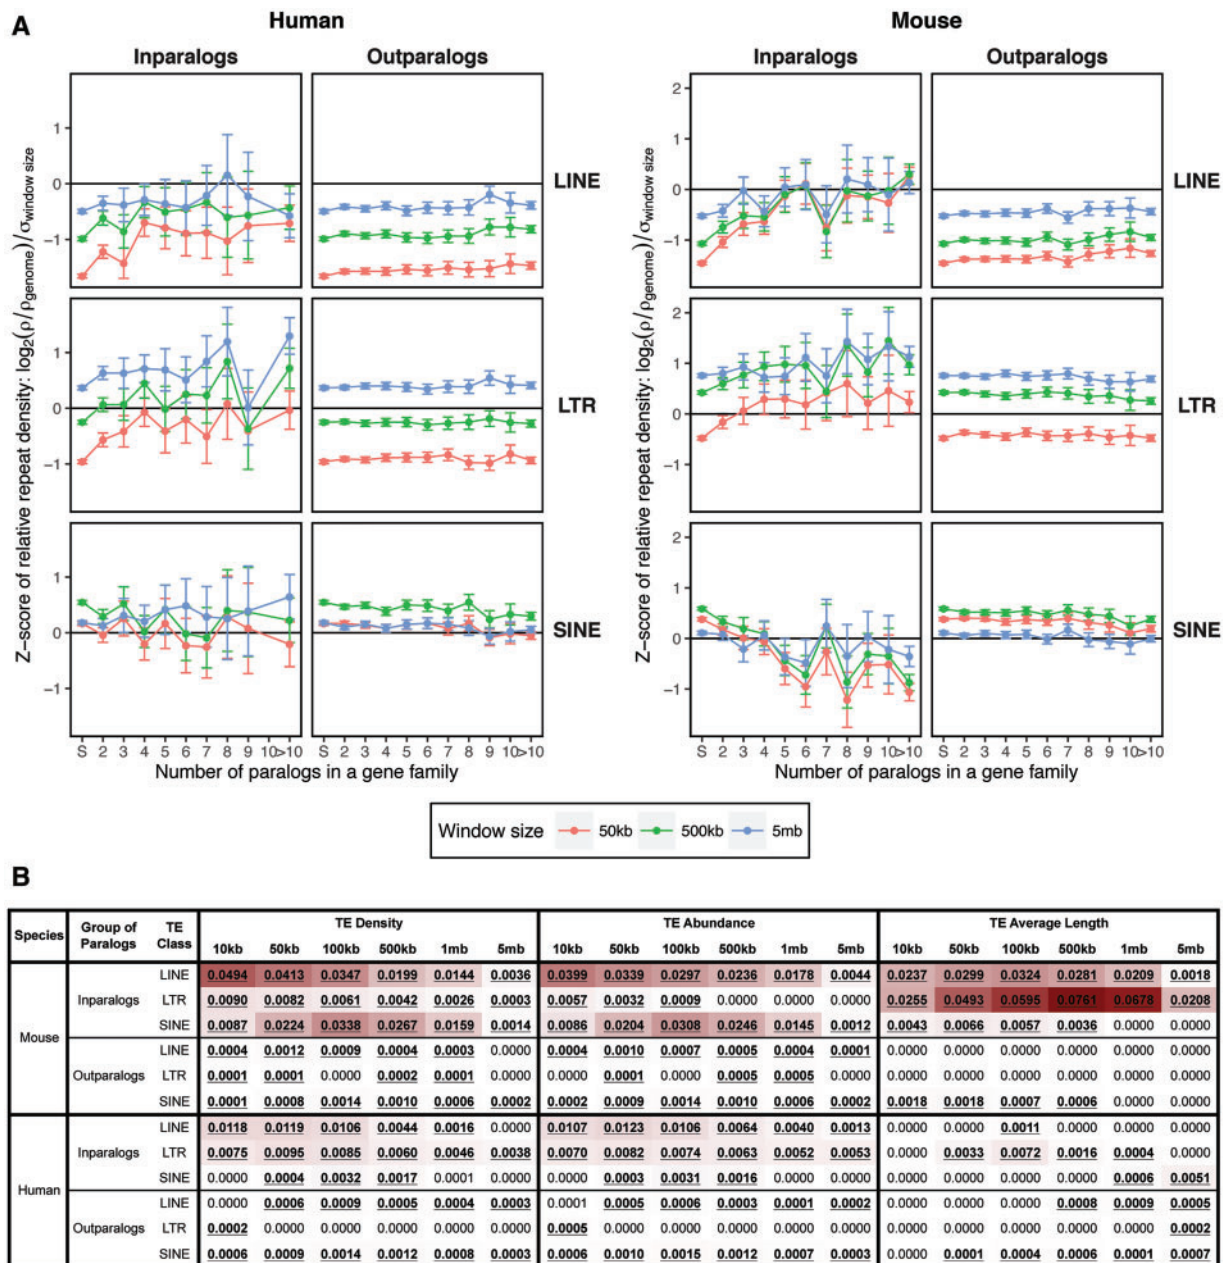 A
Human
Mouse
Inparalogs
Outparalogs
Inparalogs
Outparalogs
Z-score of relative repeat density: log2(ρ/ρgenome)/σwindow size
1
0
−1
LINE
1
0
−1
LTR
1
0
−1
SINE
S 2 3 4 5 6 7 8 9 10 >10
S 2 3 4 5 6 7 8 9 10 >10
Number of paralogs in a gene family
Z-score of relative repeat density: log2(ρ/ρgenome)/σwindow size
2
1
0
−1
LINE
2
1
0
−1
LTR
2
1
0
−1
SINE
S 2 3 4 5 6 7 8 9 10 >10
S 2 3 4 5 6 7 8 9 10 >10
Number of paralogs in a gene family
Window size 50kb 500kb 5mb
B
Species Group of Paralogs TE Class TE Density TE Abundance TE Average Length
10kb 50kb 100kb 500kb 1mb 5mb 10kb 50kb 100kb 500kb 1mb 5mb 10kb 50kb 100kb 500kb 1mb 5mb
Mouse
Inparalogs
LINE 0.0494 0.0413 0.0347 0.0199 0.0144 0.0036 0.0399 0.0339 0.0297 0.0236 0.0178 0.0044 0.0237 0.0299 0.0324 0.0281 0.0209 0.0018
LTR 0.0090 0.0082 0.0061 0.0042 0.0026 0.0003 0.0057 0.0032 0.0009 0.0000 0.0000 0.0000 0.0255 0.0493 0.0595 0.0761 0.0678 0.0208
SINE 0.0087 0.0224 0.0338 0.0267 0.0159 0.0014 0.0086 0.0204 0.0308 0.0246 0.0145 0.0012 0.0043 0.0066 0.0057 0.0036 0.0000 0.0000
Outparalogs
LINE 0.0004 0.0012 0.0009 0.0004 0.0003 0.0000 0.0004 0.0010 0.0007 0.0005 0.0004 0.0001 0.0000 0.0000 0.0000 0.0000 0.0000 0.0000
LTR 0.0001 0.0001 0.0000 0.0002 0.0001 0.0000 0.0000 0.0001 0.0000 0.0005 0.0005 0.0000 0.0000 0.0000 0.0000 0.0000 0.0000 0.0000
SINE 0.0001 0.0008 0.0014 0.0010 0.0006 0.0002 0.0002 0.0009 0.0014 0.0010 0.0006 0.0002 0.0018 0.0018 0.0007 0.0006 0.0000 0.0000
Human
Inparalogs
LINE 0.0118 0.0119 0.0106 0.0044 0.0016 0.0000 0.0107 0.0123 0.0106 0.0064 0.0040 0.0013 0.0000 0.0000 0.0011 0.0000 0.0000 0.0000
LTR 0.0075 0.0095 0.0085 0.0060 0.0046 0.0038 0.0070 0.0082 0.0074 0.0063 0.0052 0.0053 0.0000 0.0033 0.0072 0.0016 0.0004 0.0000
SINE 0.0000 0.0004 0.0032 0.0017 0.0001 0.0000 0.0000 0.0003 0.0031 0.0016 0.0000 0.0000 0.0000 0.0000 0.0000 0.0000 0.0006 0.0051
Outparalogs
LINE 0.0000 0.0006 0.0009 0.0005 0.0004 0.0003 0.0001 0.0005 0.0006 0.0003 0.0001 0.0002 0.0000 0.0000 0.0000 0.0008 0.0009 0.0005
LTR 0.0002 0.0000 0.0000 0.0000 0.0000 0.0000 0.0005 0.0000 0.0000 0.0000 0.0000 0.0000 0.0000 0.0000 0.0000 0.0000 0.0000 0.0002
SINE 0.0006 0.0009 0.0014 0.0012 0.0008 0.0003 0.0006 0.0010 0.0015 0.0012 0.0007 0.0003 0.0000 0.0001 0.0004 0.0006 0.0001 0.0007